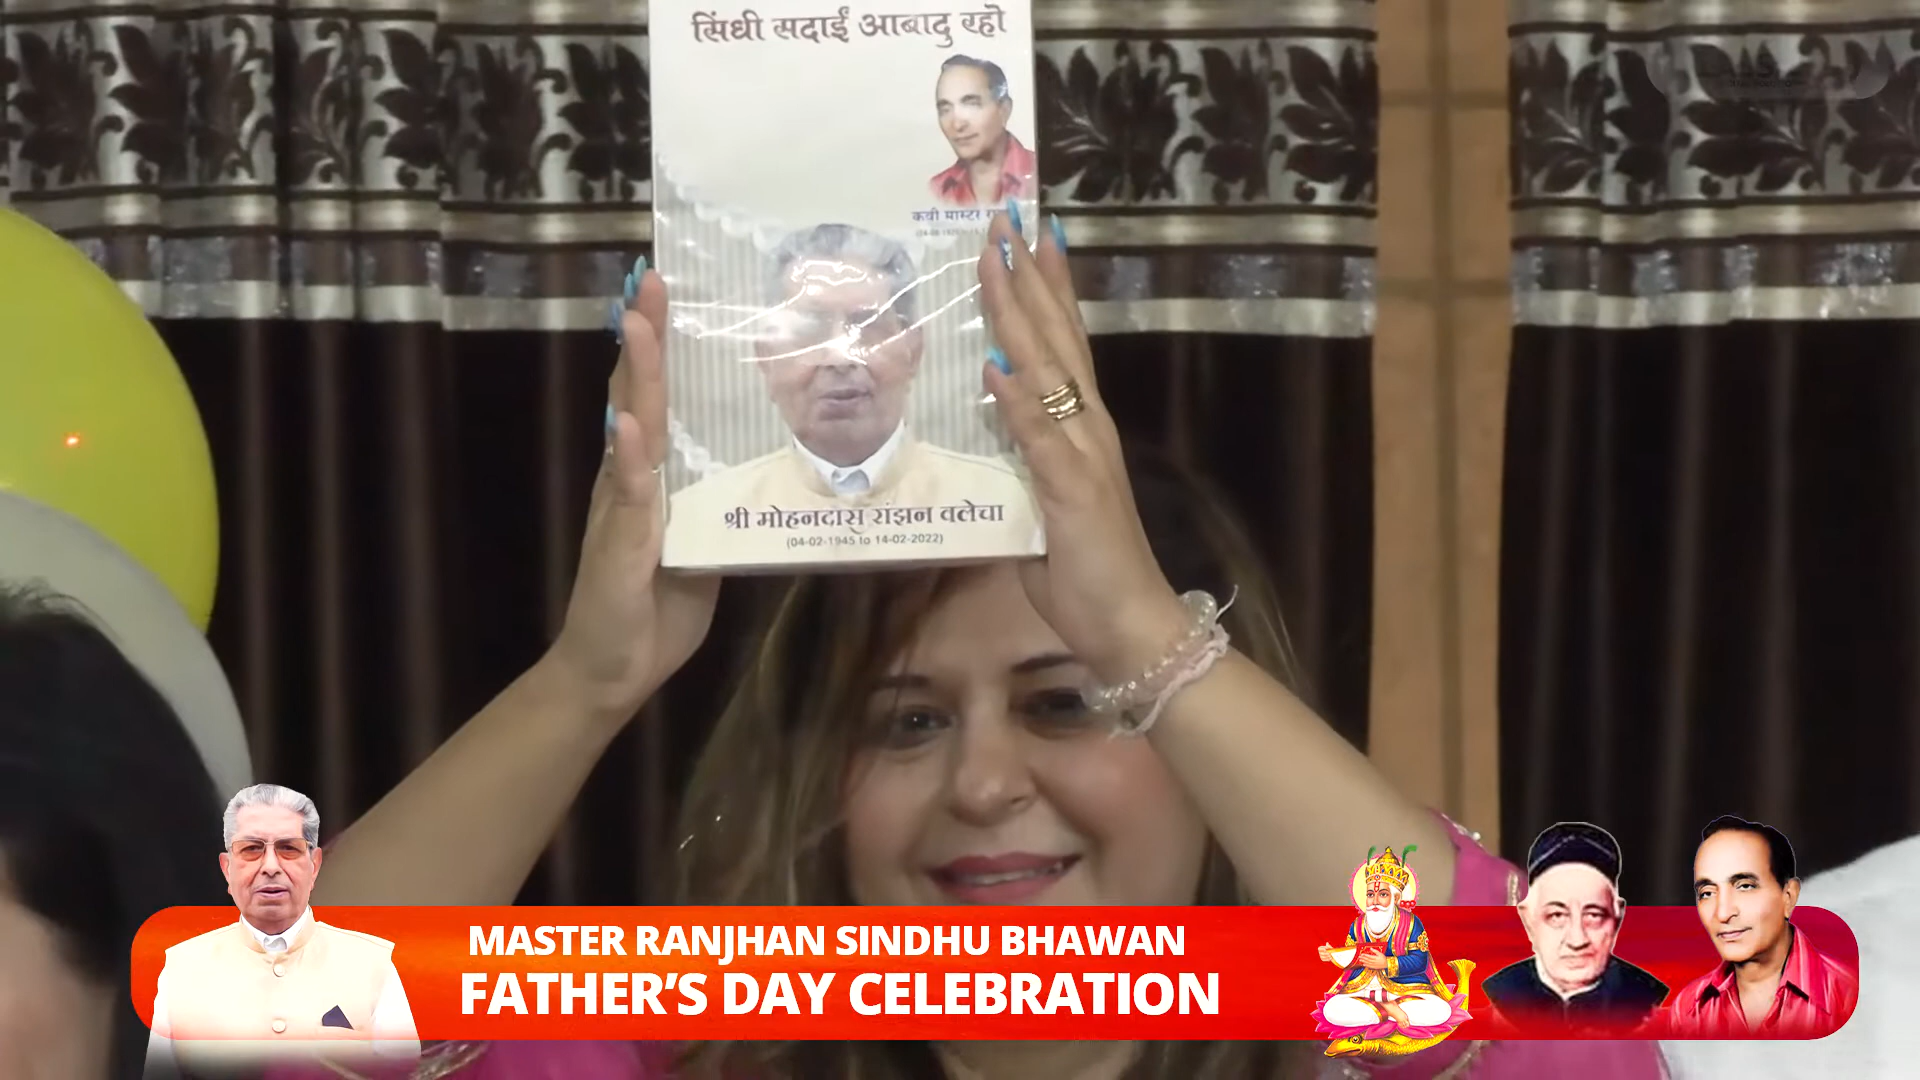 सिंधी सदाईं आबादु रहो
कवी मास्टर
श्री मोहनदास रांझन वलेचा
(04-02-1945 to 14-02-2022)
MASTER RANJHAN SINDHU BHAWAN
FATHER'S DAY CELEBRATION